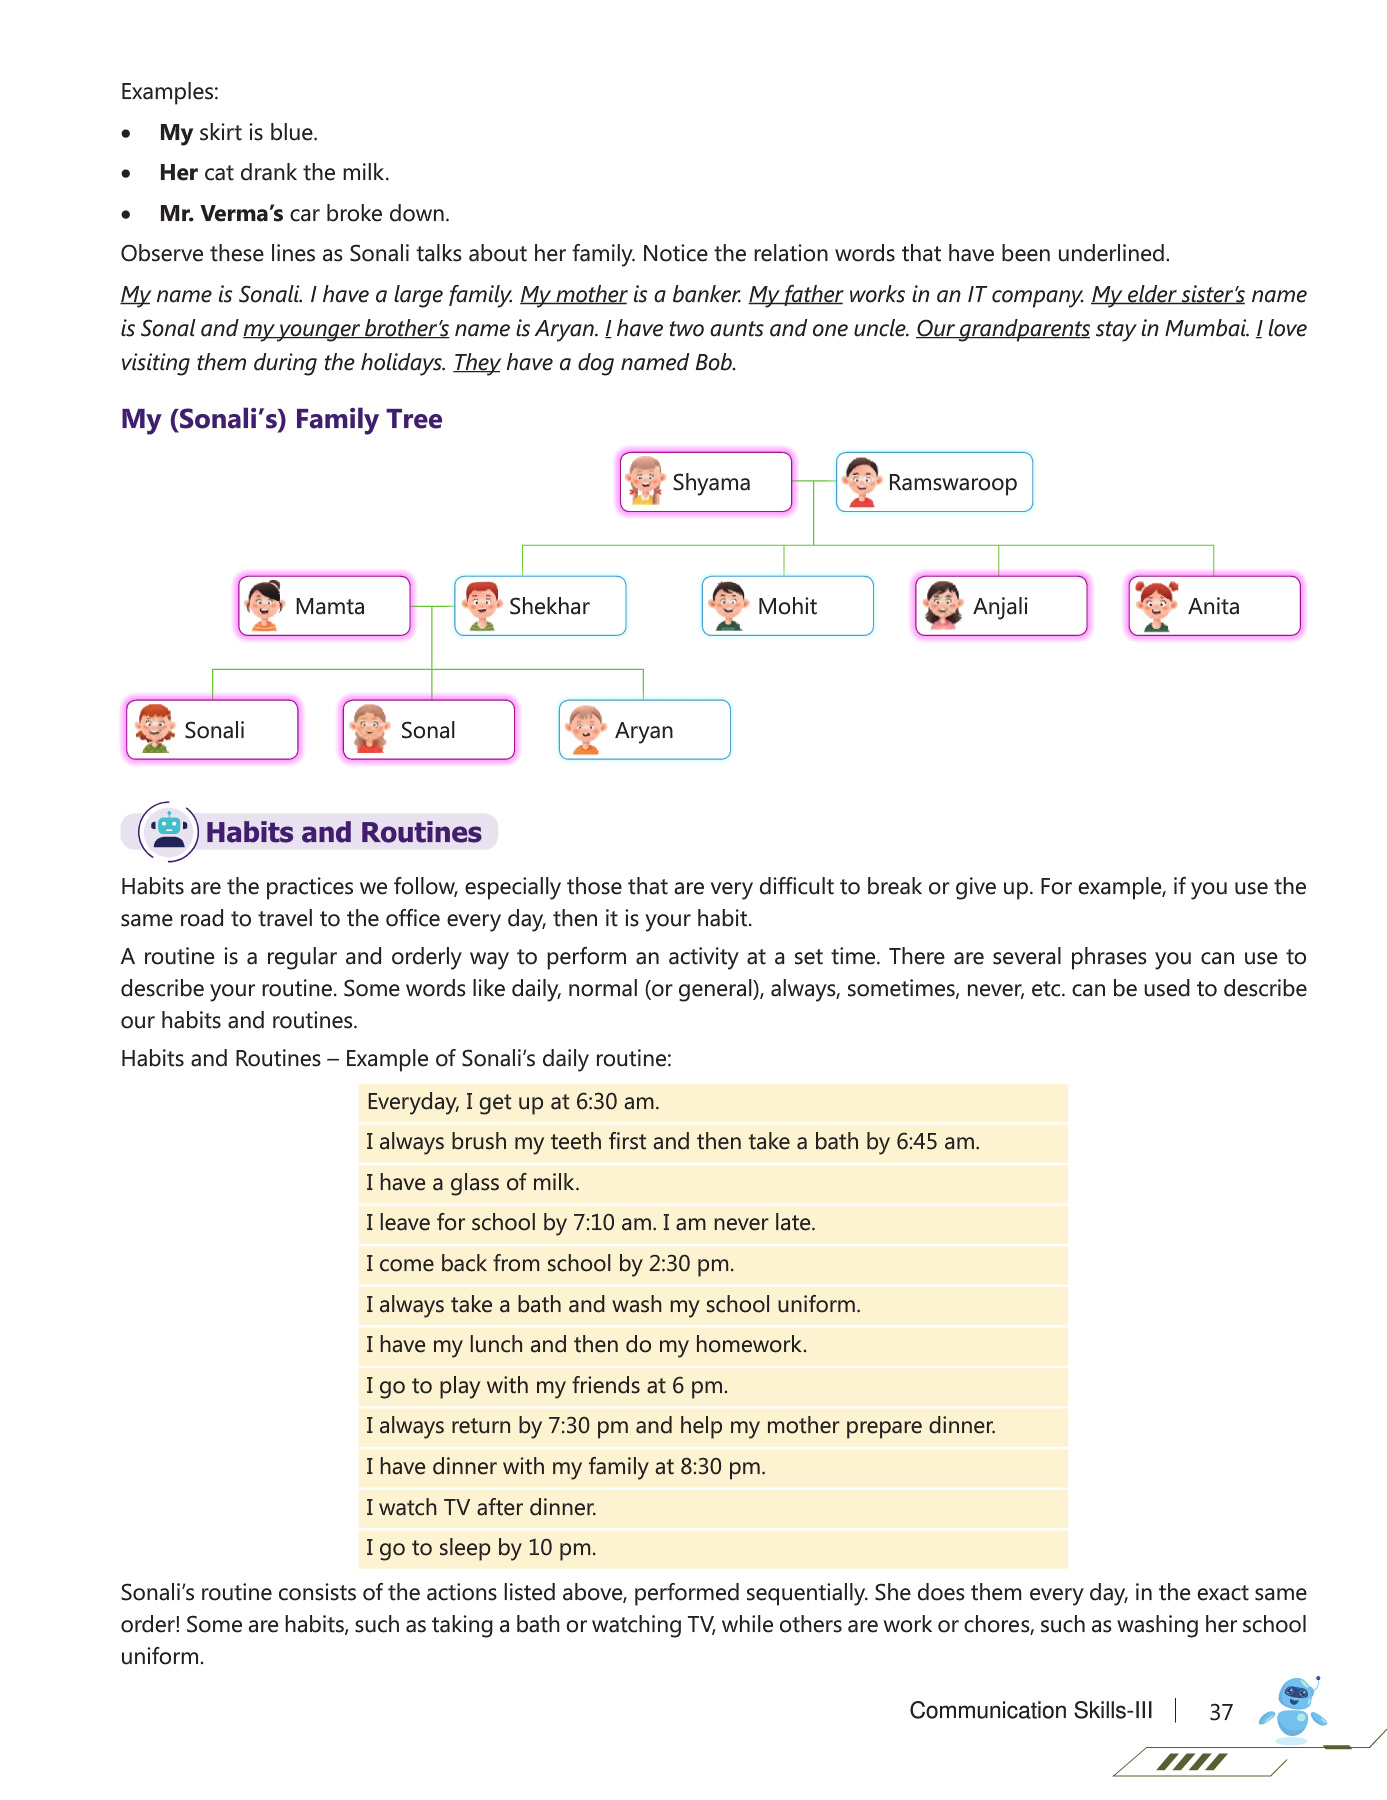 Examples:
• My skirt is blue.
• Her cat drank the milk.
• Mr. Verma’s car broke down.
Observe these lines as Sonali talks about her family. Notice the relation words that have been underlined.
My name is Sonali. I have a large family. My mother is a banker. My father works in an IT company. My elder sister’s name
is Sonal and my younger brother’s name is Aryan. I have two aunts and one uncle. Our grandparents stay in Mumbai. I love
visiting them during the holidays. They have a dog named Bob.
My (Sonali’s) Family Tree
Shyama
Ramswaroop
Mamta
Shekhar
Mohit
Anjali
Anita
Sonali
Sonal
Aryan
Habits and Routines
Habits are the practices we follow, especially those that are very difficult to break or give up. For example, if you use the
same road to travel to the office every day, then it is your habit.
A routine is a regular and orderly way to perform an activity at a set time. There are several phrases you can use to
describe your routine. Some words like daily, normal (or general), always, sometimes, never, etc. can be used to describe
our habits and routines.
Habits and Routines – Example of Sonali’s daily routine:
Everyday, I get up at 6:30 am.
I always brush my teeth first and then take a bath by 6:45 am.
I have a glass of milk.
I leave for school by 7:10 am. I am never late.
I come back from school by 2:30 pm.
I always take a bath and wash my school uniform.
I have my lunch and then do my homework.
I go to play with my friends at 6 pm.
I always return by 7:30 pm and help my mother prepare dinner.
I have dinner with my family at 8:30 pm.
I watch TV after dinner.
I go to sleep by 10 pm.
Sonali’s routine consists of the actions listed above, performed sequentially. She does them every day, in the exact same
order! Some are habits, such as taking a bath or watching TV, while others are work or chores, such as washing her school
uniform.
Communication Skills-III 37